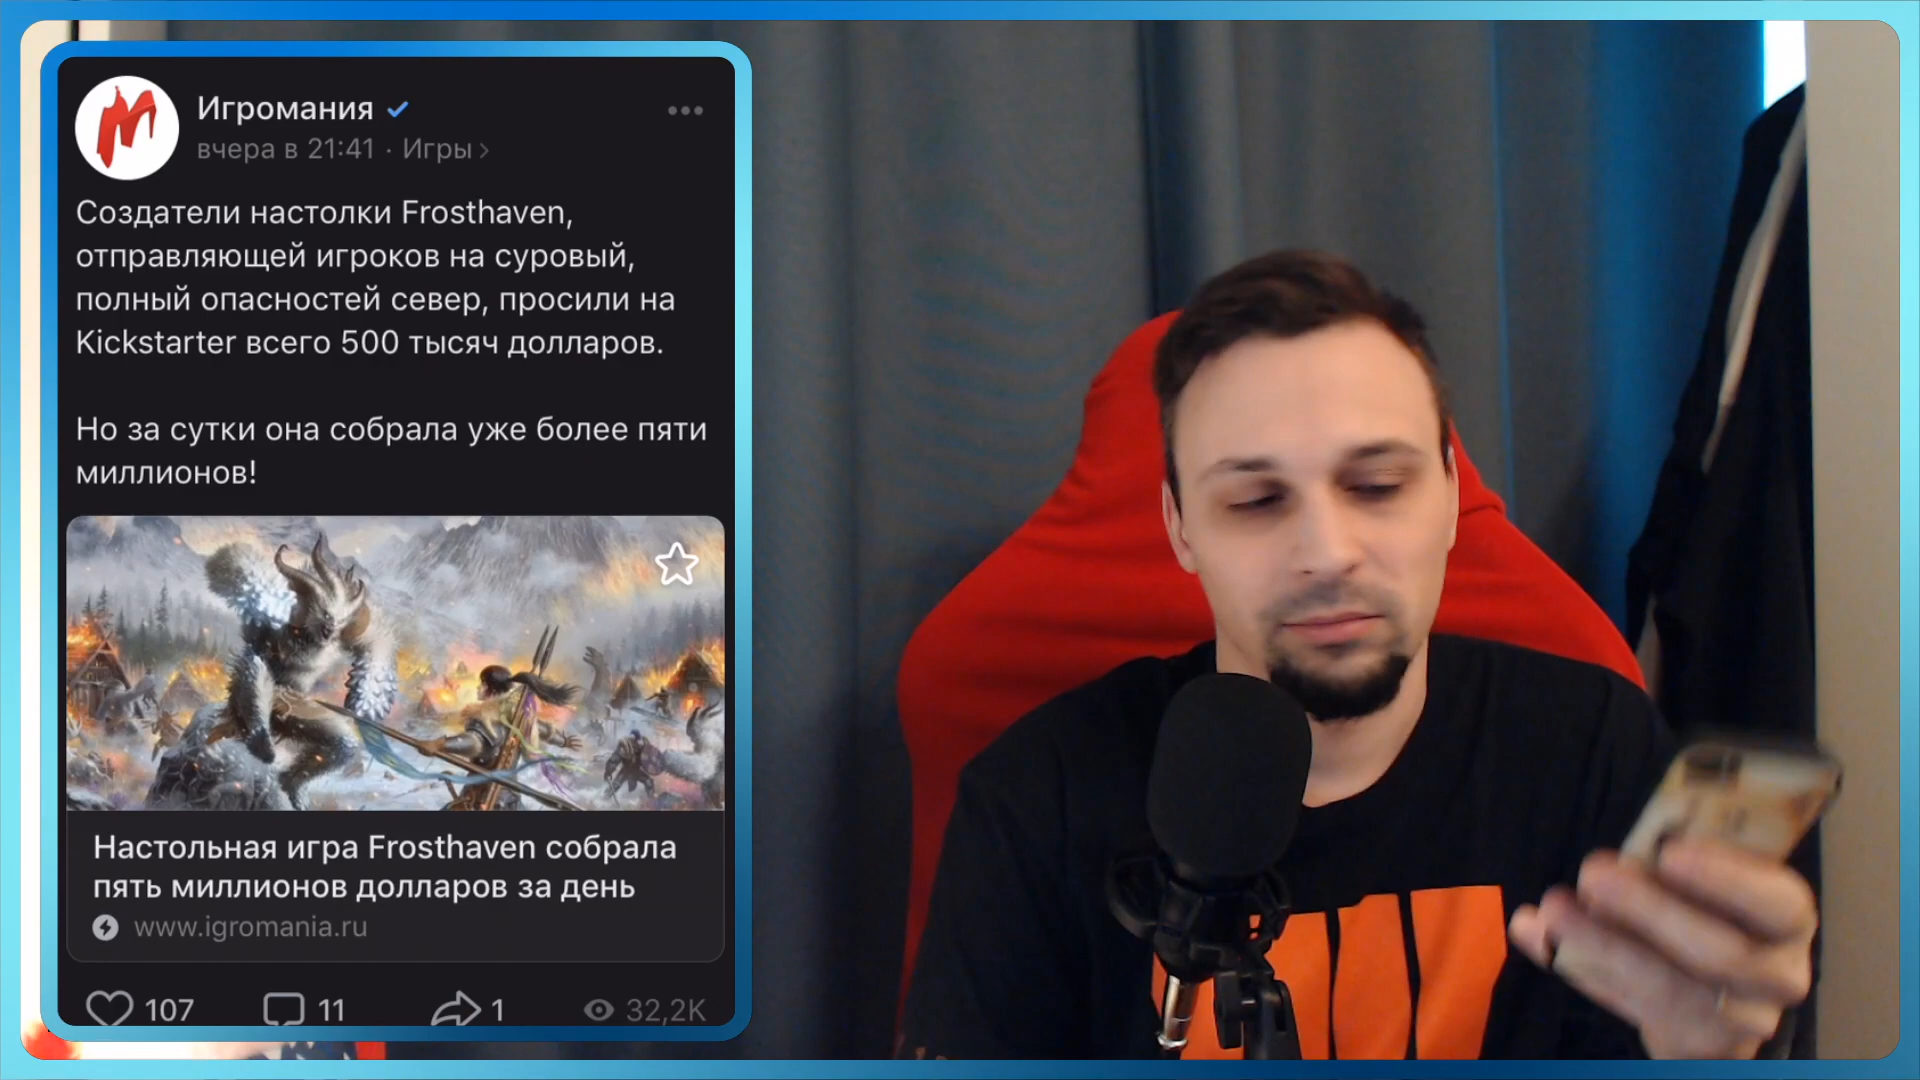 Игромания
вчера в 21:41 · Игры
Создатели настолки Frosthaven,
отправляющей игроков на суровый,
полный опасностей север, просили на
Kickstarter всего 500 тысяч долларов.
Но за сутки она собрала уже более пяти
миллионов!
Настольная игра Frosthaven собрала
пять миллионов долларов за день
www.igromania.ru
107 11 1 32,2K